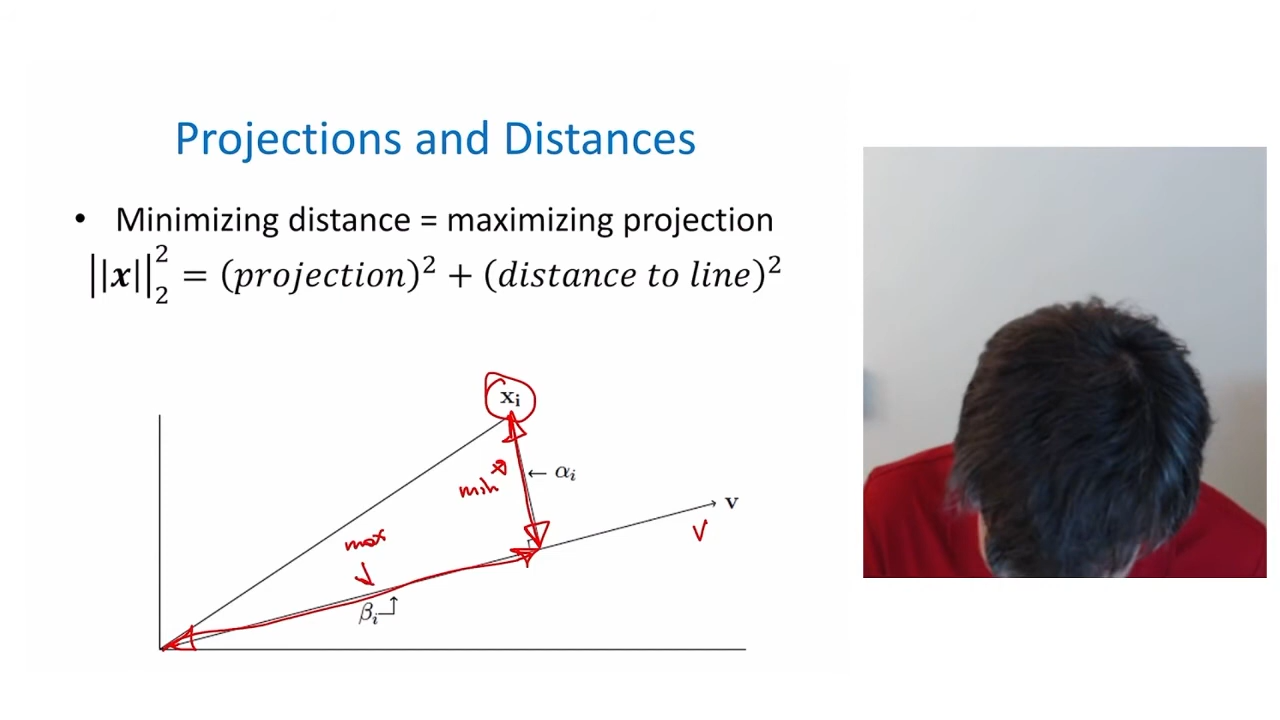 Projections and Distances
• Minimizing distance = maximizing projection
||x||₂² = (projection)² + (distance to line)²
xᵢ
← αᵢ
min
v
v
max
βᵢ